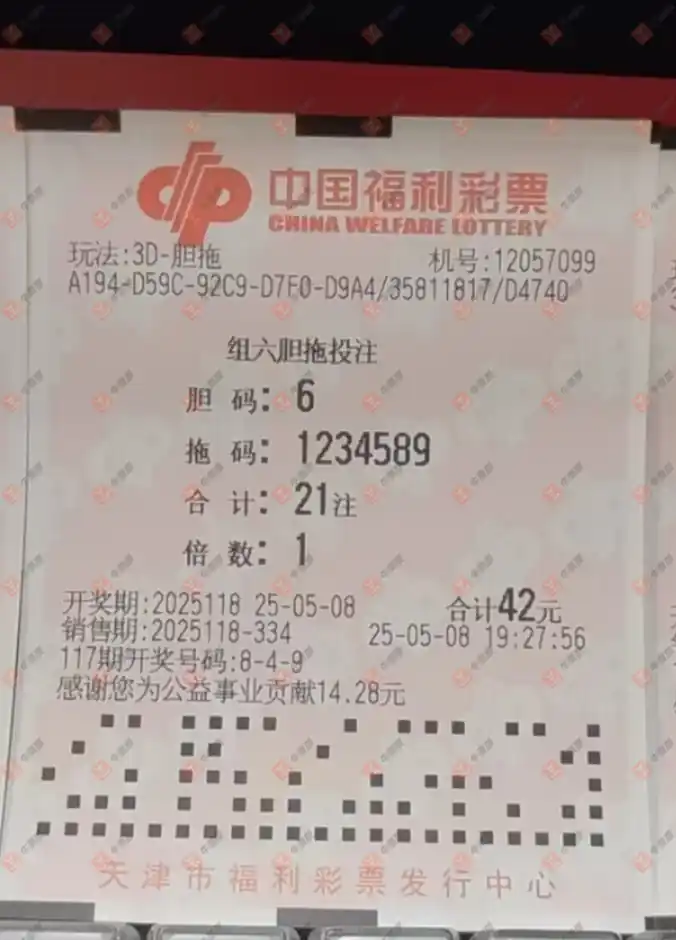 中国福利彩票
CHINA WELFARE LOTTERY
玩法:3D-胆拖 机号:12057099
A194-D59C-92C9-D7F0-D9A4/35811817/D4740
组六胆拖投注
胆 码: 6
拖 码: 1234589
合 计: 21注
倍 数: 1
开奖期:2025118 25-05-08 合计42元
销售期:2025118-334 25-05-08 19:27:56
117期开奖号码:8-4-9
感谢您为公益事业贡献14.28元
天津市福利彩票发行中心